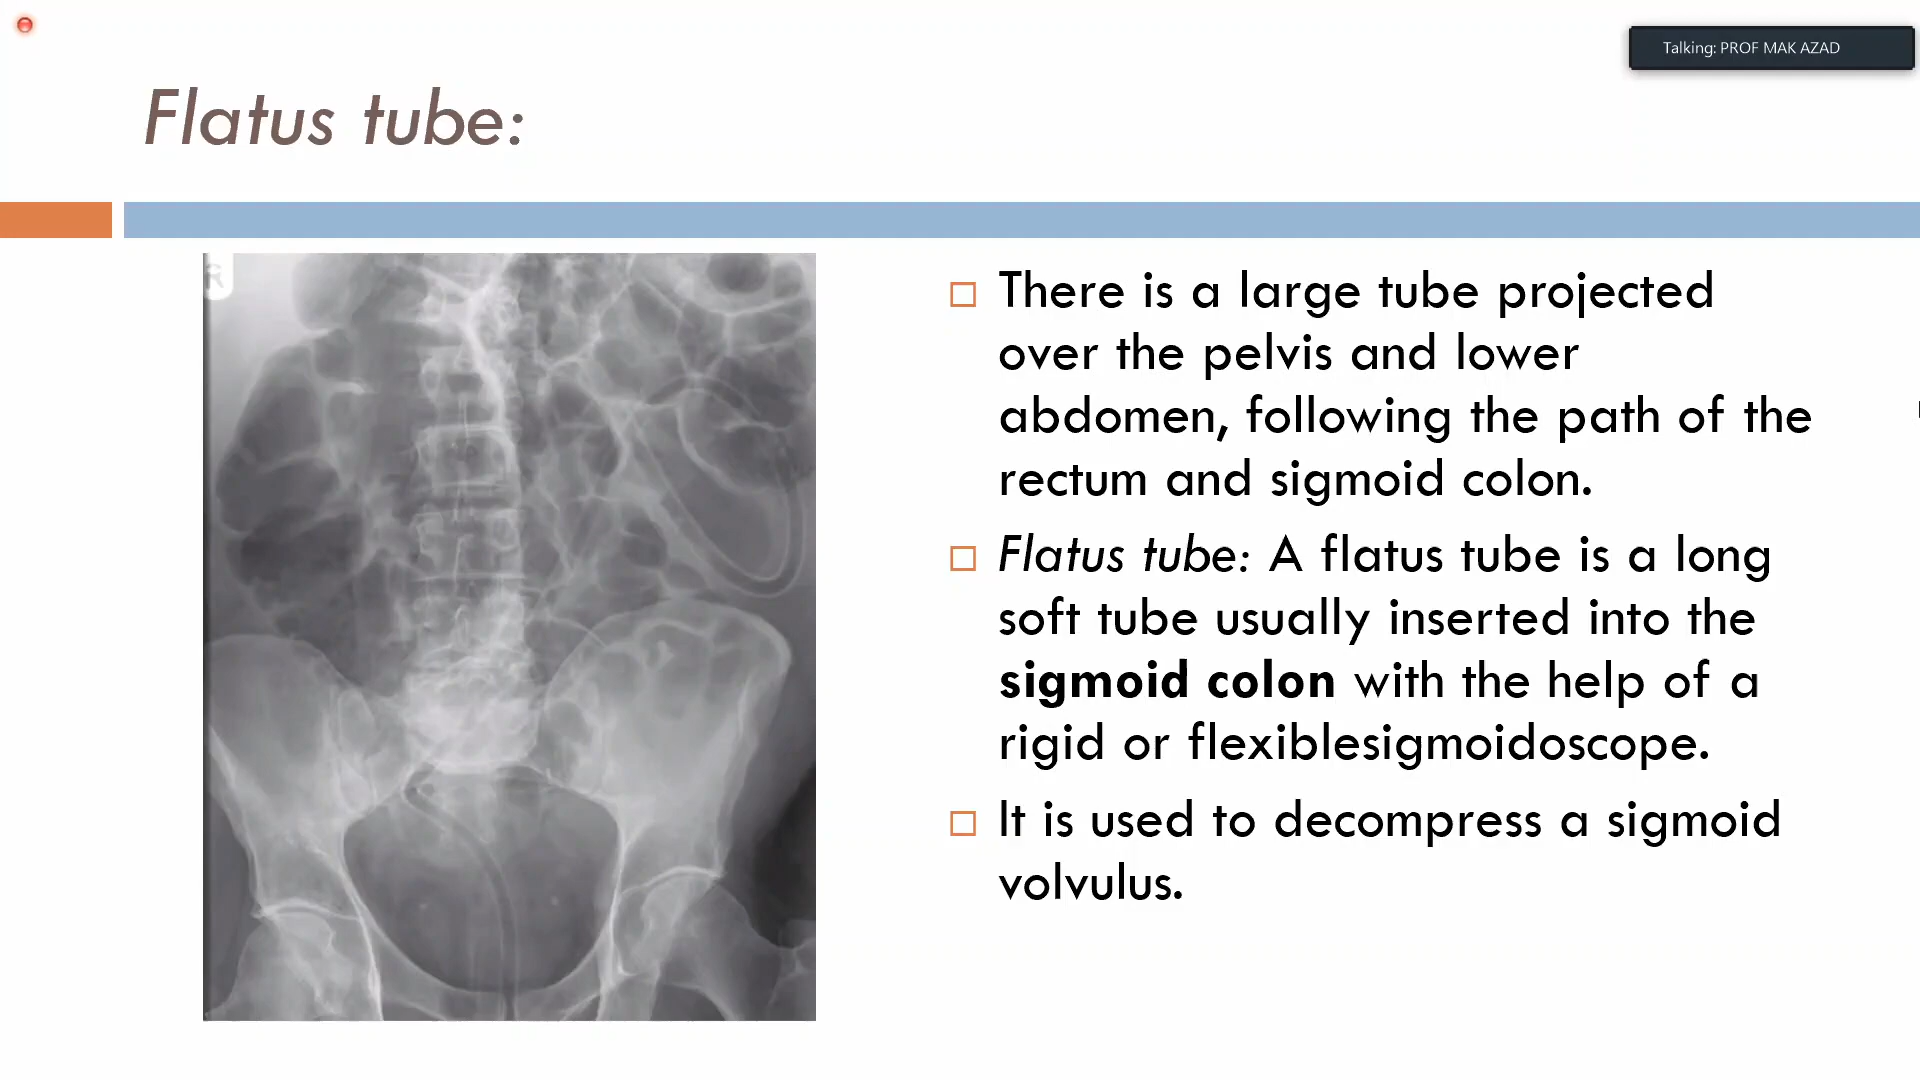 Talking: PROF MAK AZAD
Flatus tube:
R
There is a large tube projected
over the pelvis and lower
abdomen, following the path of the
rectum and sigmoid colon.
Flatus tube: A flatus tube is a long
soft tube usually inserted into the
sigmoid colon with the help of a
rigid or flexiblesigmoidoscope.
It is used to decompress a sigmoid
volvulus.